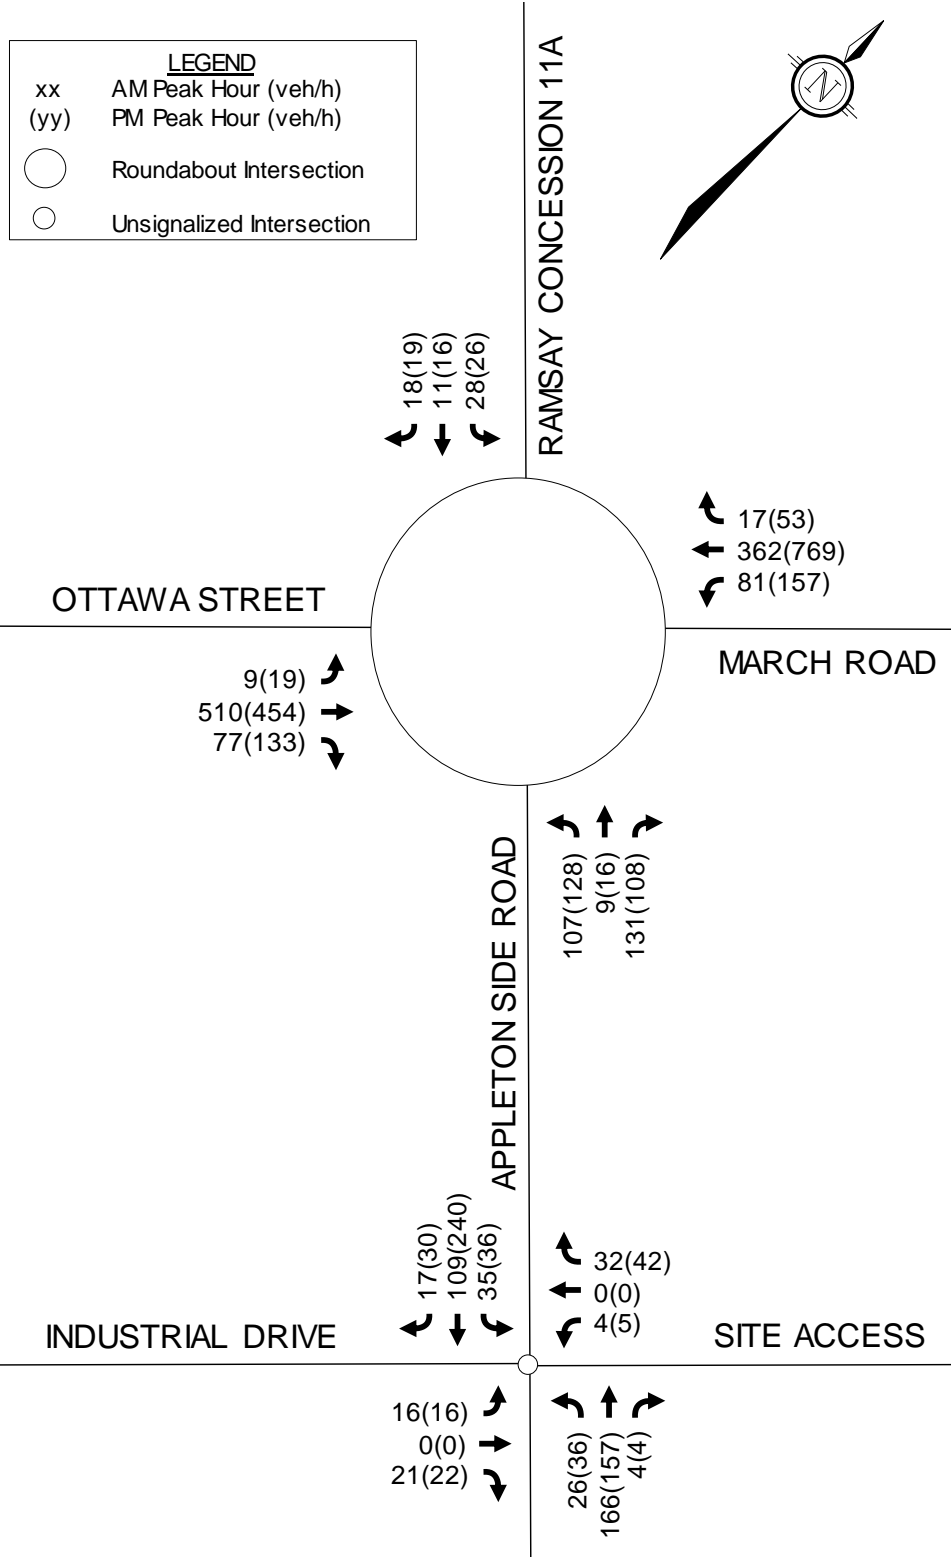 LEGEND
xx AM Peak Hour (veh/h)
(yy) PM Peak Hour (veh/h)
Roundabout Intersection
Unsignalized Intersection
N
RAMSAY CONCESSION 11A
18(19)
11(16)
28(26)
17(53)
362(769)
81(157)
OTTAWA STREET
MARCH ROAD
9(19)
510(454)
77(133)
107(128)
9(16)
131(108)
APPLETON SIDE ROAD
17(30)
109(240)
35(36)
32(42)
0(0)
4(5)
INDUSTRIAL DRIVE
SITE ACCESS
16(16)
0(0)
21(22)
26(36)
166(157)
4(4)